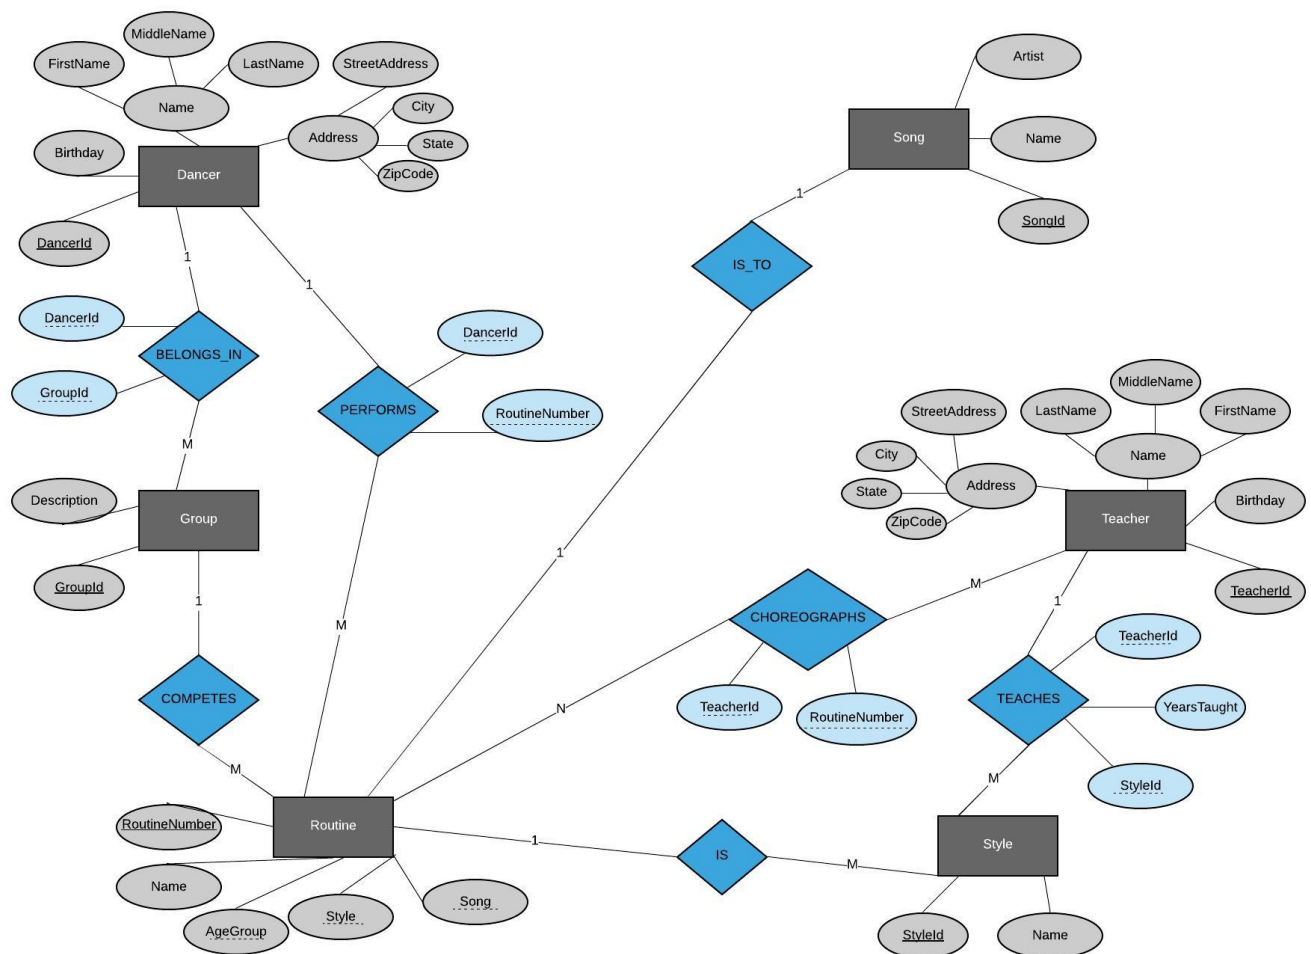 MiddleName
FirstName
LastName
StreetAddress
Name
City
Address
State
Birthday
ZipCode
Dancer
DancerId
1
1
DancerId
BELONGS_IN
GroupId
DancerId
PERFORMS
RoutineNumber
M
Description
Group
GroupId
1
M
COMPETES
M
Artist
Song
Name
SongId
1
IS_TO
1
MiddleName
StreetAddress
LastName
FirstName
City
Name
Address
State
ZipCode
Teacher
Birthday
TeacherId
M
CHOREOGRAPHS
1
TeacherId
TeacherId
RoutineNumber
N
TEACHES
YearsTaught
StyleId
M
RoutineNumber
Routine
Name
AgeGroup
Style
Song
1
IS
M
Style
StyleId
Name